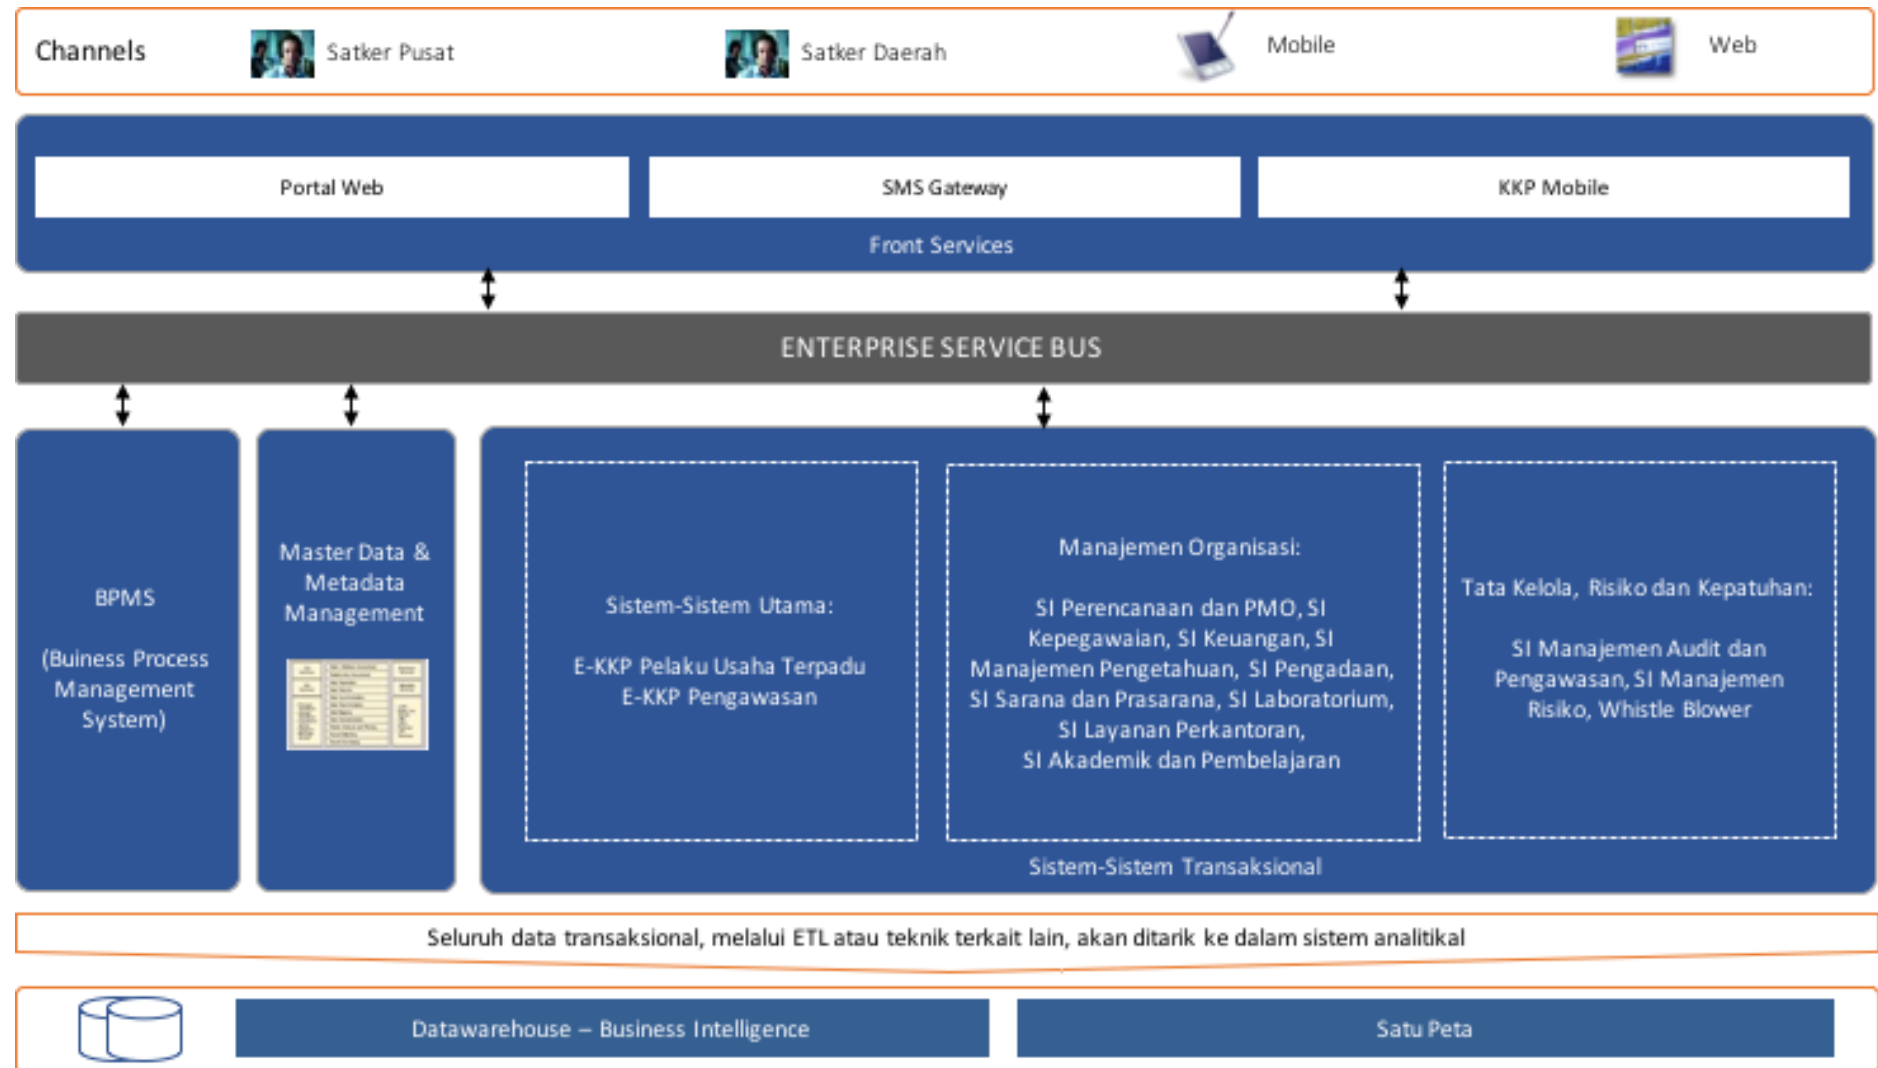 Channels
Satker Pusat
Satker Daerah
Mobile
Web
Portal Web
SMS Gateway
KKP Mobile
Front Services
ENTERPRISE SERVICE BUS
BPMS
(Buiness Process
Management
System)
Master Data &
Metadata
Management
Sistem-Sistem Utama:
E-KKP Pelaku Usaha Terpadu
E-KKP Pengawasan
Manajemen Organisasi:
SI Perencanaan dan PMO, SI
Kepegawaian, SI Keuangan, SI
Manajemen Pengetahuan, SI Pengadaan,
SI Sarana dan Prasarana, SI Laboratorium,
SI Layanan Perkantoran,
SI Akademik dan Pembelajaran
Tata Kelola, Risiko dan Kepatuhan:
SI Manajemen Audit dan
Pengawasan, SI Manajemen
Risiko, Whistle Blower
Sistem-Sistem Transaksional
Seluruh data transaksional, melalui ETL atau teknik terkait lain, akan ditarik ke dalam sistem analitikal
Datawarehouse – Business Intelligence
Satu Peta